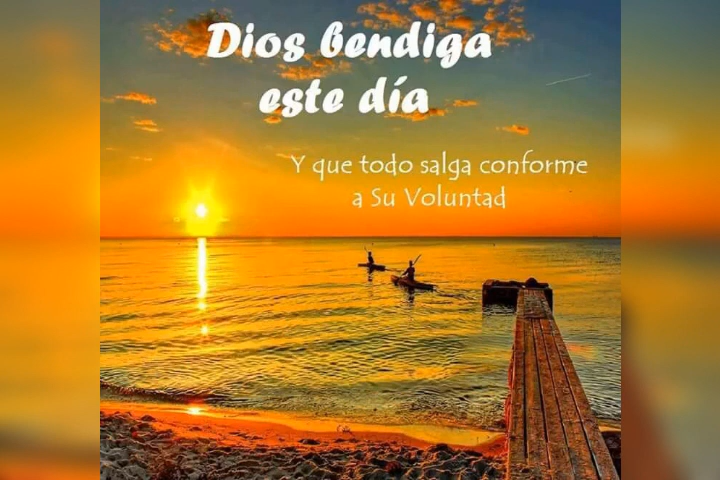 Dios bendiga
este día
Y que todo salga conforme
a Su Voluntad